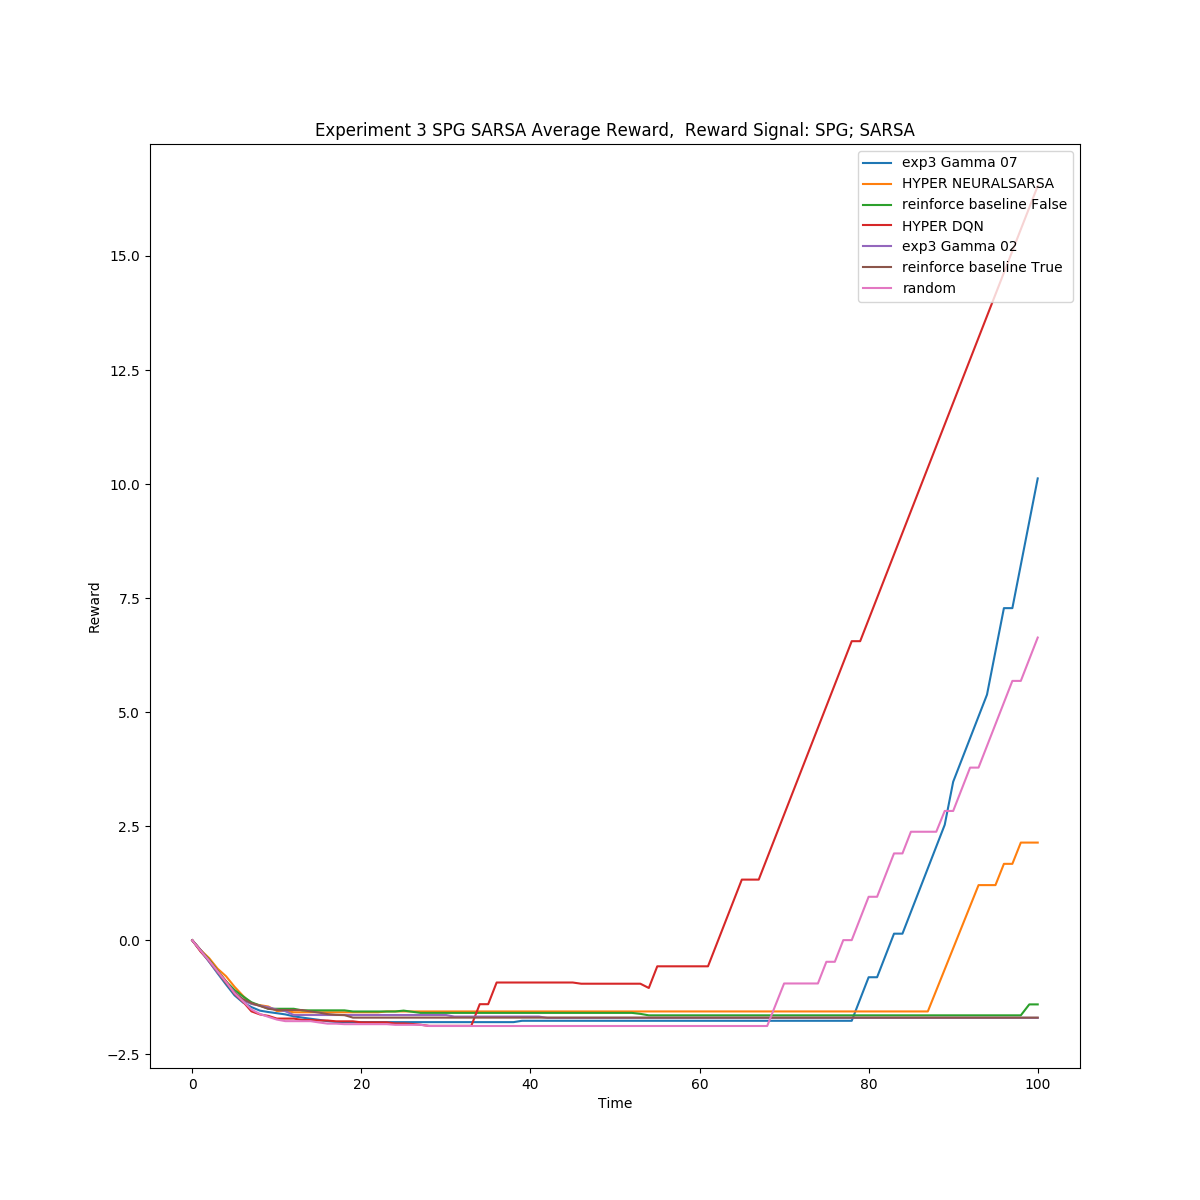 Experiment 3 SPG SARSA Average Reward,  Reward Signal: SPG; SARSA
exp3 Gamma 07
HYPER NEURALSARSA
reinforce baseline False
HYPER DQN
exp3 Gamma 02
reinforce baseline True
random
15.0
12.5
10.0
7.5
5.0
2.5
0.0
−2.5
Reward
0 20 40 60 80 100
Time